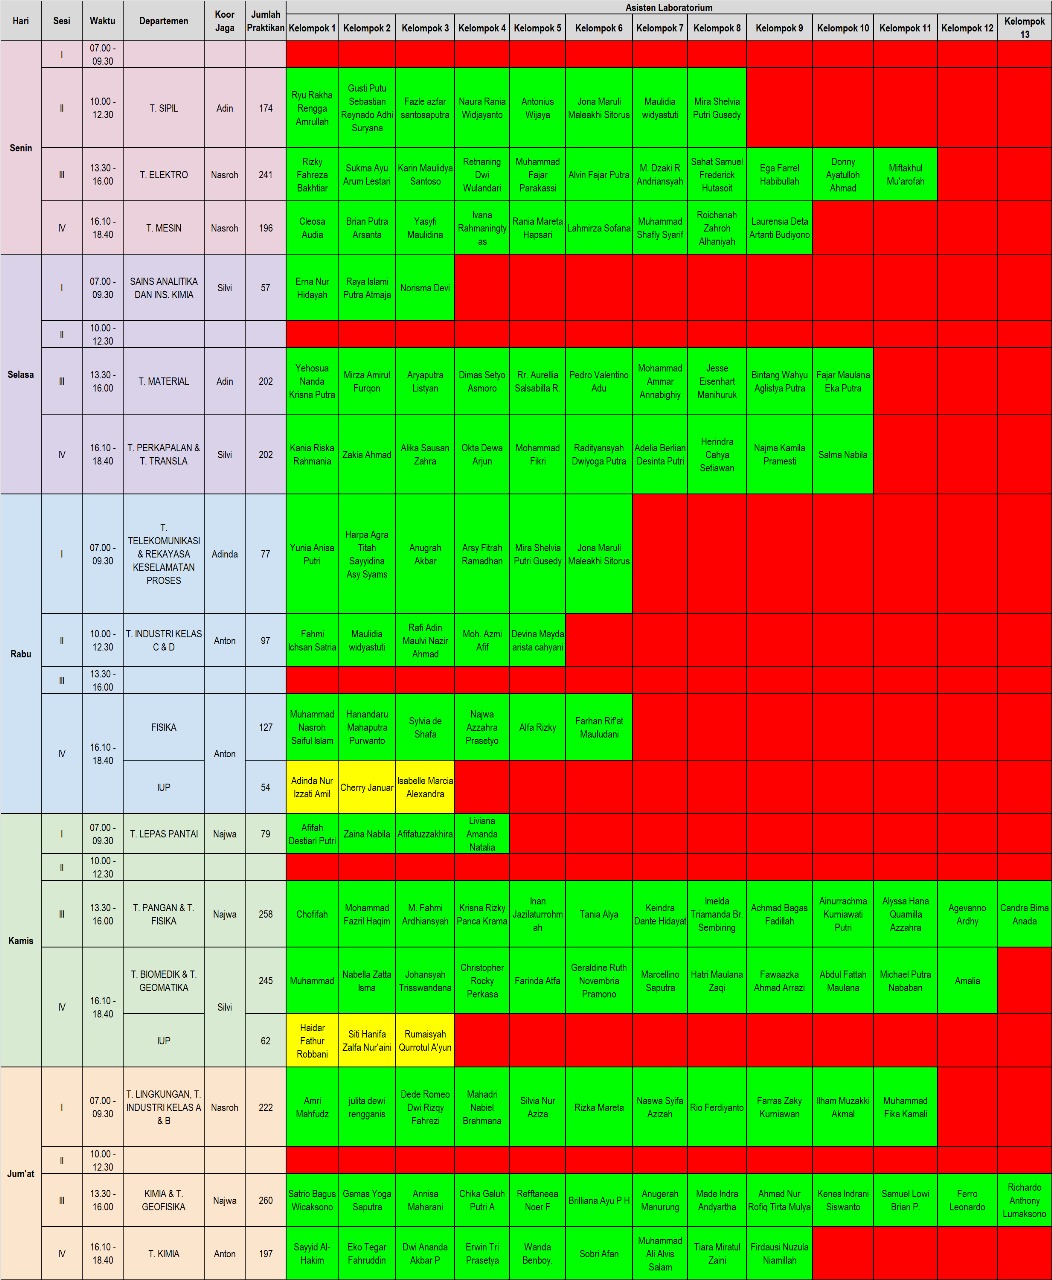 Hari Sesi Waktu Departemen Koor Jaga Jumlah Praktikan Asisten Laboratorium
Kelompok 1 Kelompok 2 Kelompok 3 Kelompok 4 Kelompok 5 Kelompok 6 Kelompok 7 Kelompok 8 Kelompok 9 Kelompok 10 Kelompok 11 Kelompok 12 Kelompok 13
Senin
I 07.00 - 09.30
II 10.00 - 12.30 T. SIPIL Adin 174 Ryu Rakha Rengga Amrullah Gusti Putu Sebastian Reynado Adhi Suryana Fazle azfar santosaputra Naura Rania Widjayanto Antonius Wijaya Jona Maruli Maleakhi Sitorus Maulidia widyastuti Mira Shelvia Putri Gusedy
III 13.30 - 16.00 T. ELEKTRO Nasroh 241 Rizky Fahreza Bakhtiar Sukma Ayu Arum Lestari Karin Maulidya Santoso Retnaning Dwi Wulandari Muhammad Fajar Parakassi Alvin Fajar Putra M. Dzaki R Andriansyah Sahat Samuel Frederick Hutasoit Ega Farrel Habibullah Donny Ayatulloh Ahmad Miftakhul Mu'arofah
IV 16.10 - 18.40 T. MESIN Nasroh 196 Cleosa Audia Brian Putra Arsanta Yasyfi Maulidina Ivana Rahmaningtyas Rania Mareta Hapsari Lahmirza Sofana Muhammad Shafly Syarif Roichanah Zahroh Alhaniyah Laurensia Deta Artanti Budiyono
Selasa
I 07.00 - 09.30 SAINS ANALITIKA DAN INS. KIMIA Silvi 57 Erna Nur Hidayah Raya Islami Putra Atmaja Norisma Devi
II 10.00 - 12.30
III 13.30 - 16.00 T. MATERIAL Adin 202 Yehosua Nanda Krisna Putra Mirza Amirul Furqon Aryaputra Listyan Dimas Setyo Asmoro Rr. Aurellia Salsabilla R. Pedro Valentino Adu Mohammad Ammar Annabighiy Jesse Eisenhart Manihuruk Bintang Wahyu Aglistya Putra Fajar Maulana Eka Putra
IV 16.10 - 18.40 T. PERKAPALAN & T. TRANSLA Silvi 202 Kania Riska Rahmania Zakia Ahmad Alika Sausan Zahra Okta Dewa Arjun Mohammad Fikri Radityansyah Dwiyoga Putra Adelia Berlian Desinta Putri Herindra Cahya Setiawan Najma Kamila Pramesti Salma Nabila
Rabu
I 07.00 - 09.30 T. TELEKOMUNIKASI & REKAYASA KESELAMATAN PROSES Adinda 77 Yunia Anisa Putri Harpa Agra Titah Sayyidina Asy Syams Anugrah Akbar Arsy Fitrah Ramadhan Mira Shelvia Putri Gusedy Jona Maruli Maleakhi Sitorus
II 10.00 - 12.30 T. INDUSTRI KELAS C & D Anton 97 Fahmi Ichsan Satria Maulidia widyastuti Rafi Adin Maulvi Nazir Ahmad Moh. Azmi Afif Devina Mayda arista cahyani
III 13.30 - 16.00
IV 16.10 - 18.40 FISIKA Anton 127 Muhammad Nasroh Saiful Islam Hanandaru Mahaputra Purwanto Sylvia de Shafa Najwa Azzahra Prasetyo Alfa Rizky Farhan Rif'at Mauludani
IUP 54 Adinda Nur Izzati Amil Cherry Januar Isabelle Marcia Alexandra
Kamis
I 07.00 - 09.30 T. LEPAS PANTAI Najwa 79 Afifah Destiari Putri Zaina Nabila Afifatuzzakhira Liviana Amanda Natalia
II 10.00 - 12.30
III 13.30 - 16.00 T. PANGAN & T. FISIKA Najwa 258 Chofifah Mohammad Fazril Haqim M. Fahmi Ardhiansyah Krisna Rizky Panca Krama Inan Jazilaturrohmah Tania Alya Keindra Dante Hidayat Imelda Triamanda Br. Sembiring Achmad Bagas Fadillah Ainurrachma Kurniawati Putri Alyssa Hana Quamilla Azzahra Agevanno Ardhy Candra Bima Anada
IV 16.10 - 18.40 T. BIOMEDIK & T. GEOMATIKA Silvi 245 Muhammad Nabella Zatta Isma Johansyah Trisswandana Christopher Rocky Perkasa Farinda Alfa Geraldine Ruth Novembria Pramono Marcellino Saputra Hatri Maulana Zaqi Fawaazka Ahmad Arrazi Abdul Fattah Maulana Michael Putra Nababan Amalia
IUP 62 Haidar Fathur Robbani Siti Hanifa Zalfa Nur'aini Rumaisyah Qurrotul A'yun
Jum'at
I 07.00 - 09.30 T. LINGKUNGAN, T. INDUSTRI KELAS A & B Nasroh 222 Amri Mahfudz julita dewi rengganis Dede Romeo Dwi Rizqy Fahrezi Mahadri Nabiel Brahmana Silvia Nur Aziza Rizka Mareta Naswa Syifa Azizah Rio Ferdiyanto Farras Zaky Kurniawan Ilham Muzakki Akmal Muhammad Fika Kamali
II 10.00 - 12.30
III 13.30 - 16.00 KIMIA & T. GEOFISIKA Najwa 260 Satrio Bagus Wicaksono Gamas Yoga Saputra Annisa Maharani Chika Galuh Putri A Refftaneea Noer F Brilliana Ayu P H Anugerah Manurung Made Indra Andyartha Ahmad Nur Rofiq Tirta Mulya Kenes Indrani Siswanto Samuel Lowi Brian P. Ferro Leonardo Richardo Anthony Lumaksono
IV 16.10 - 18.40 T. KIMIA Anton 197 Sayyid Al-Hakim Eko Tegar Fahruddin Dwi Ananda Akbar P Erwin Tri Prasetya Wanda Benboy. Sobri Afan Muhammad Ali Alvis Salam Tiara Miratul Zaini Firdausi Nuzula Niamillah